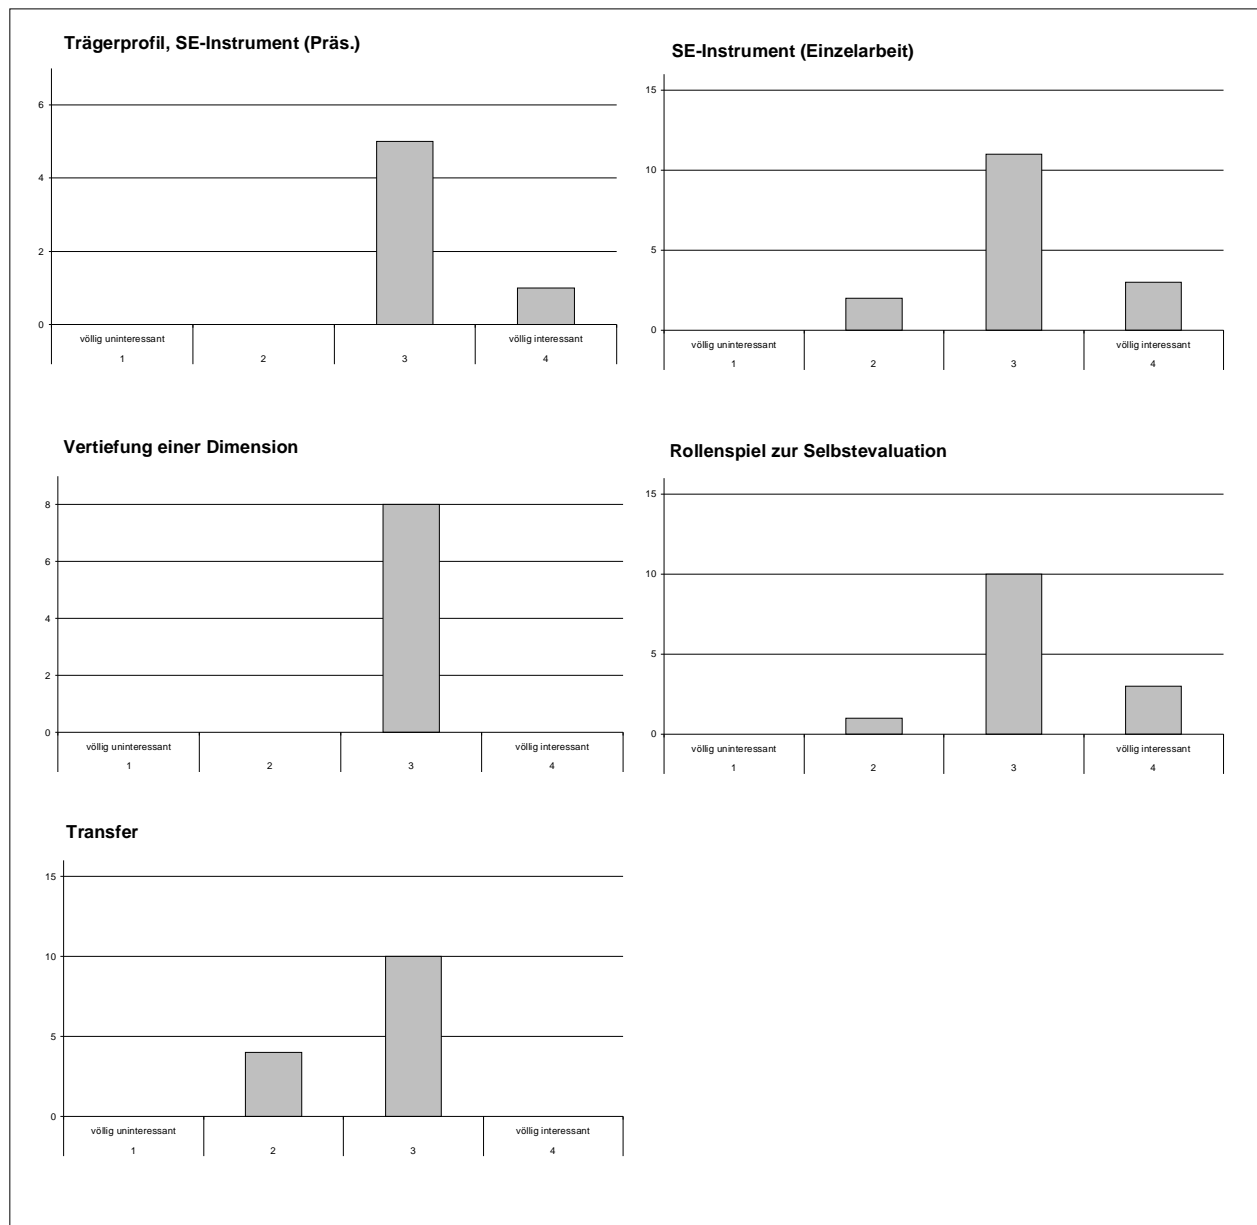 Trägerprofil, SE-Instrument (Präs.)
6
4
2
0
völlig uninteressant
völlig interessant
1
2
3
4
SE-Instrument (Einzelarbeit)
15
10
5
0
völlig uninteressant
völlig interessant
1
2
3
4
Vertiefung einer Dimension
8
6
4
2
0
völlig uninteressant
völlig interessant
1
2
3
4
Rollenspiel zur Selbstevaluation
15
10
5
0
völlig uninteressant
völlig interessant
1
2
3
4
Transfer
15
10
5
0
völlig uninteressant
völlig interessant
1
2
3
4